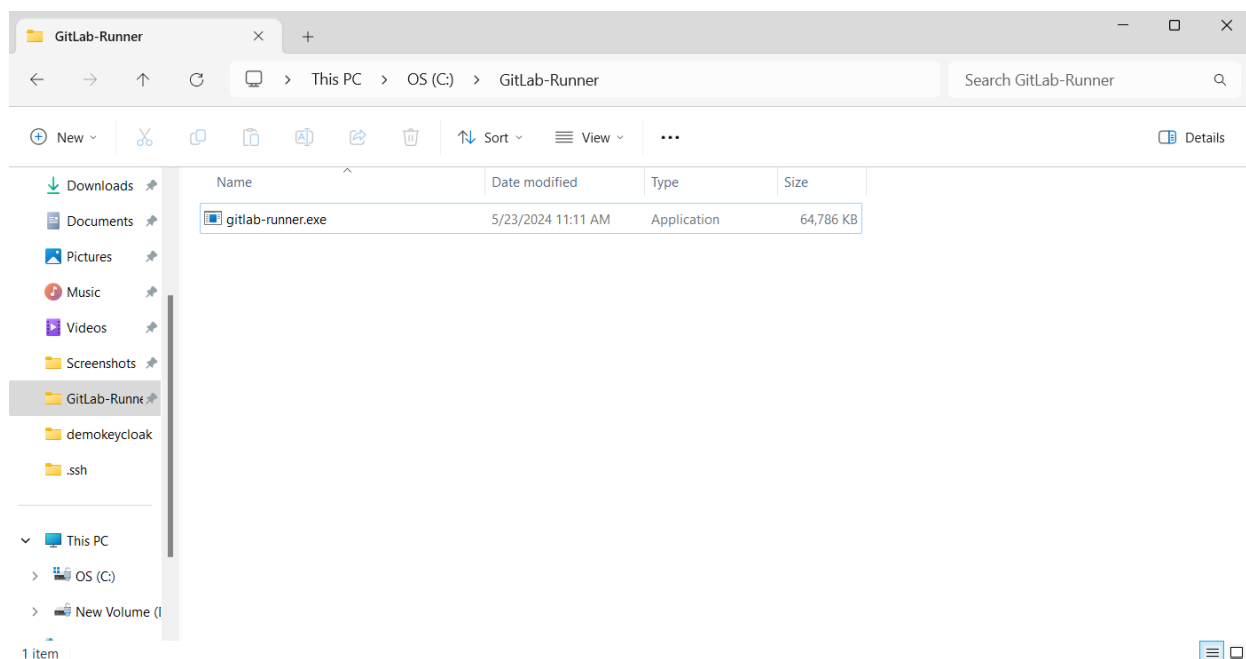 GitLab-Runner
This PC > OS (C:) > GitLab-Runner
Search GitLab-Runner
New
Sort
View
Details
Downloads
Documents
Pictures
Music
Videos
Screenshots
GitLab-Runne
demokeycloak
.ssh
This PC
OS (C:)
New Volume (
Name Date modified Type Size
gitlab-runner.exe 5/23/2024 11:11 AM Application 64,786 KB
1 item